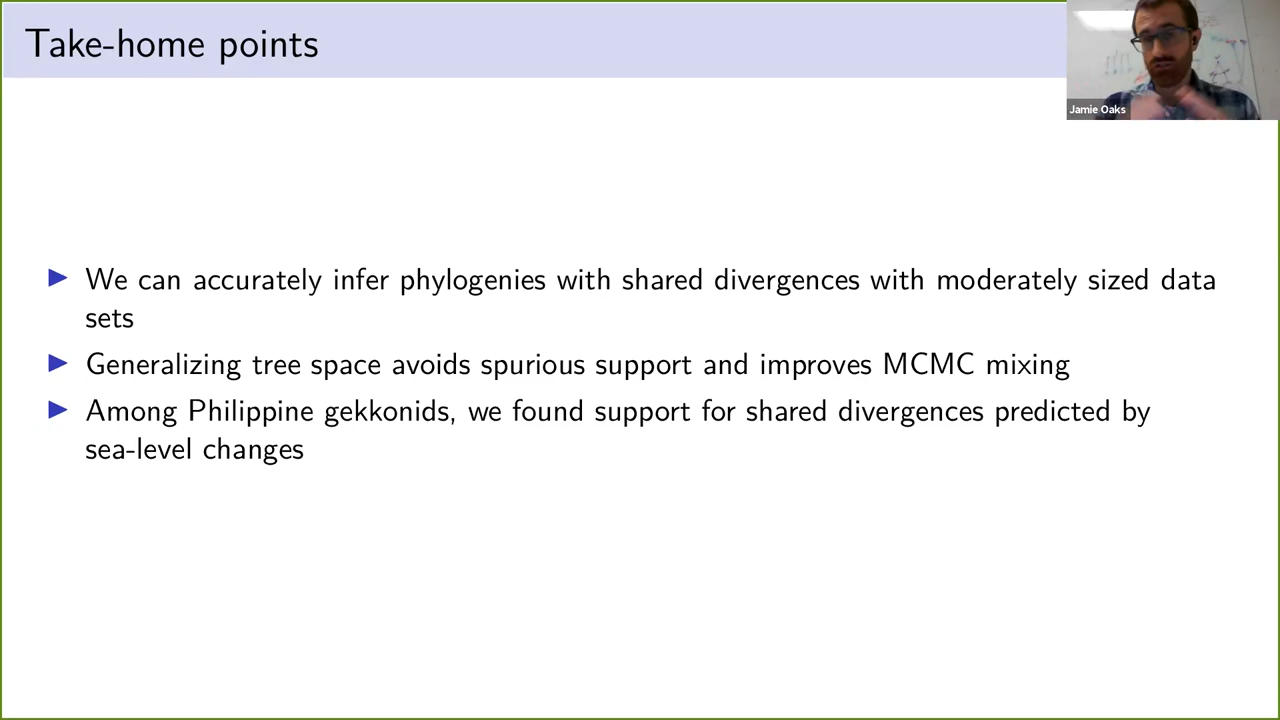 Take-home points
Jamie Oaks
We can accurately infer phylogenies with shared divergences with moderately sized data
sets
Generalizing tree space avoids spurious support and improves MCMC mixing
Among Philippine gekkonids, we found support for shared divergences predicted by
sea-level changes